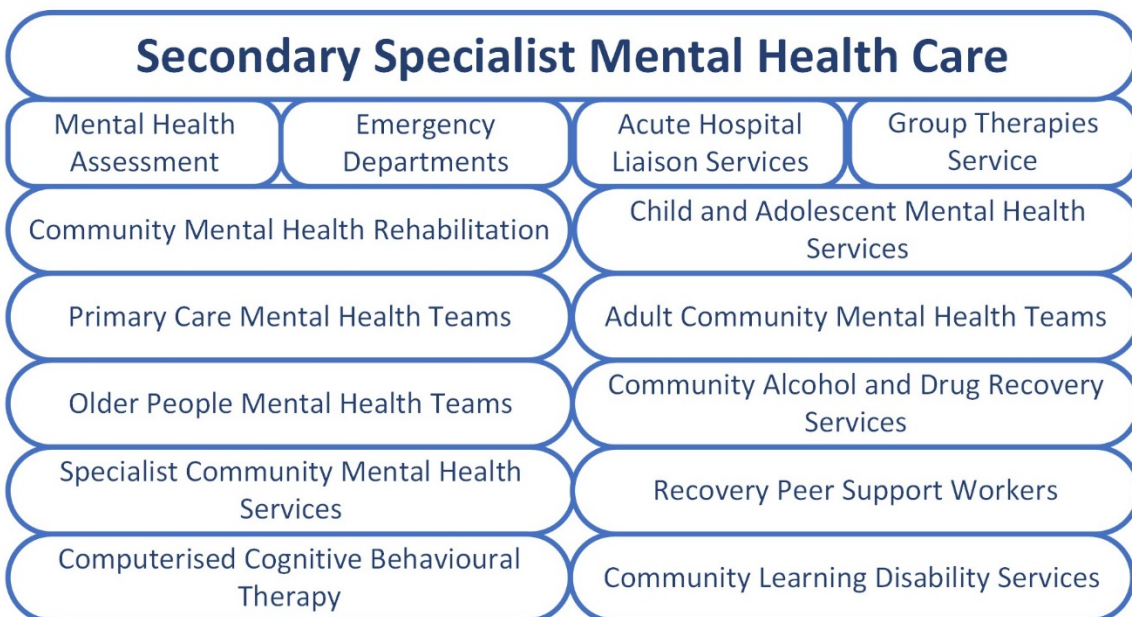 Secondary Specialist Mental Health Care
Mental Health
Assessment
Emergency
Departments
Acute Hospital
Liaison Services
Group Therapies
Service
Community Mental Health Rehabilitation
Child and Adolescent Mental Health
Services
Primary Care Mental Health Teams
Adult Community Mental Health Teams
Older People Mental Health Teams
Community Alcohol and Drug Recovery
Services
Specialist Community Mental Health
Services
Recovery Peer Support Workers
Computerised Cognitive Behavioural
Therapy
Community Learning Disability Services